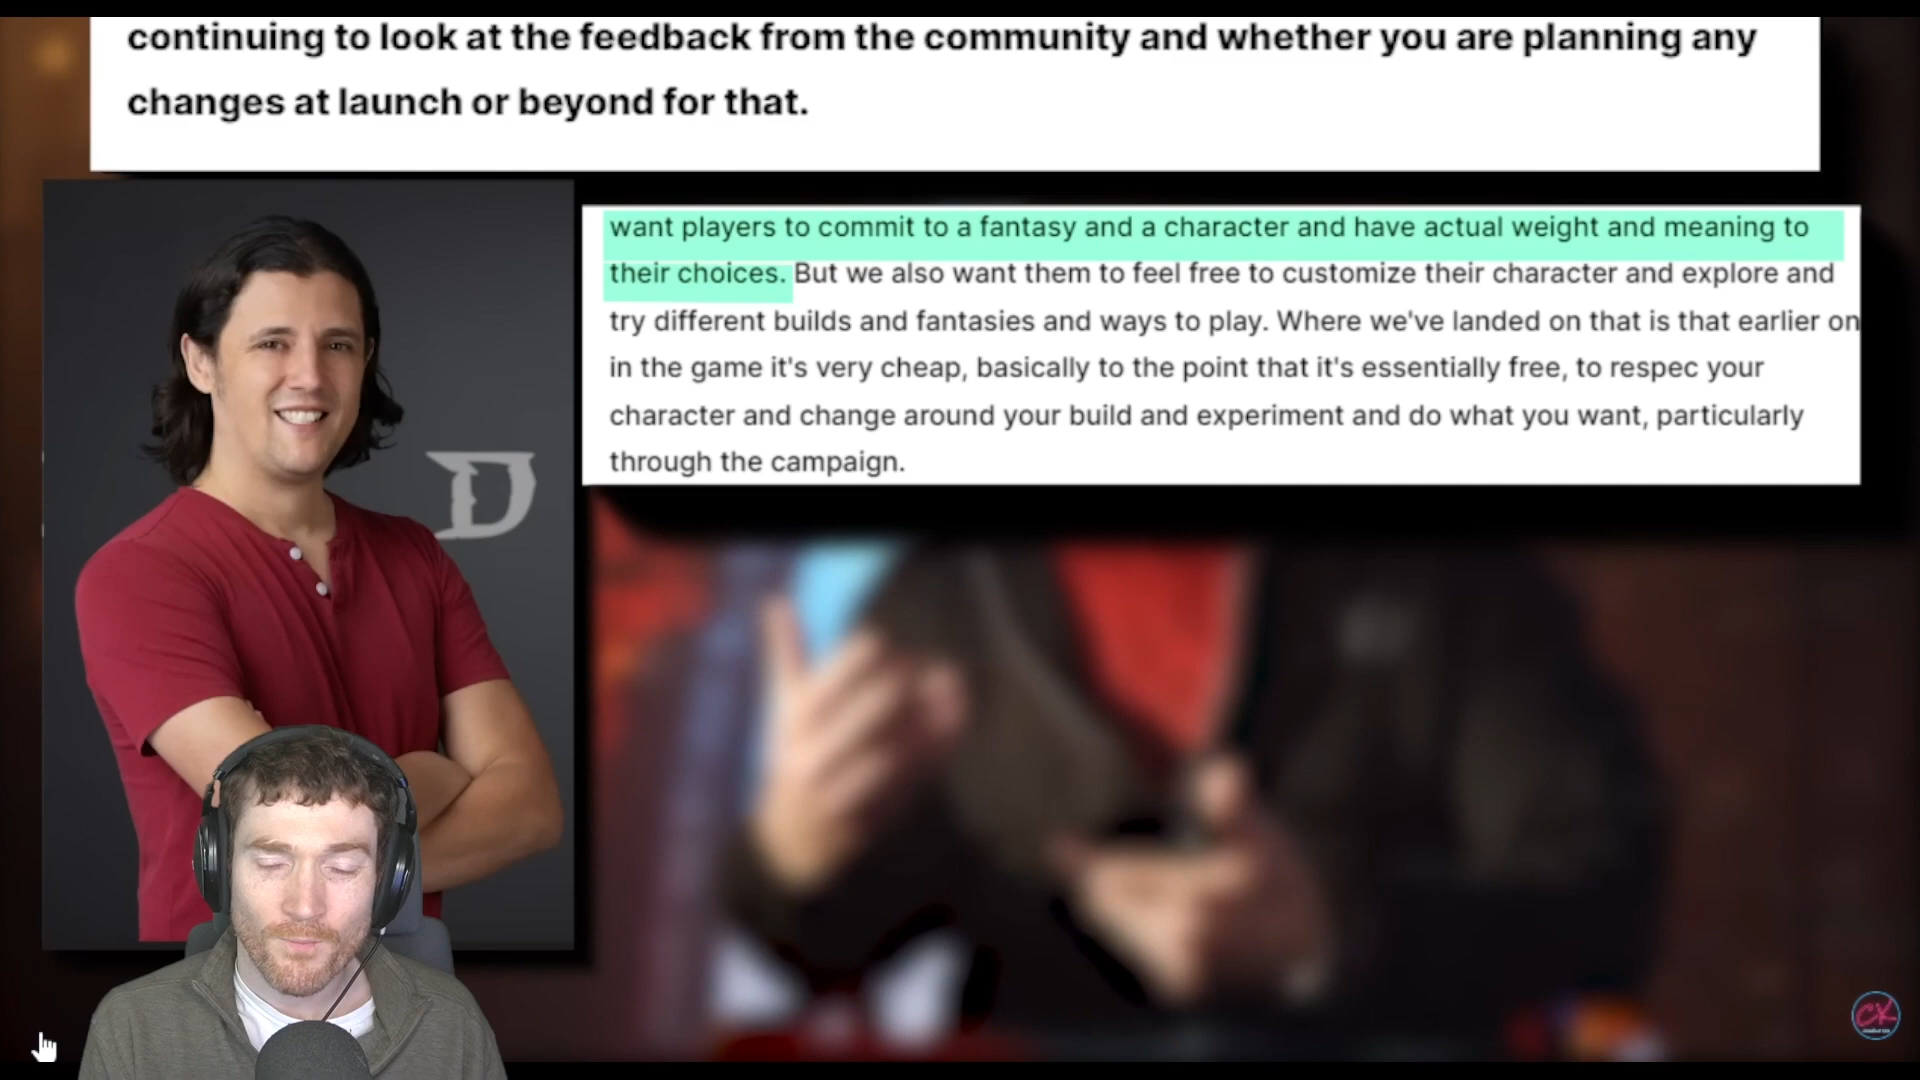 continuing to look at the feedback from the community and whether you are planning any
changes at launch or beyond for that.
want players to commit to a fantasy and a character and have actual weight and meaning to
their choices. But we also want them to feel free to customize their character and explore and
try different builds and fantasies and ways to play. Where we've landed on that is that earlier on
in the game it's very cheap, basically to the point that it's essentially free, to respec your
character and change around your build and experiment and do what you want, particularly
through the campaign.
D
CK